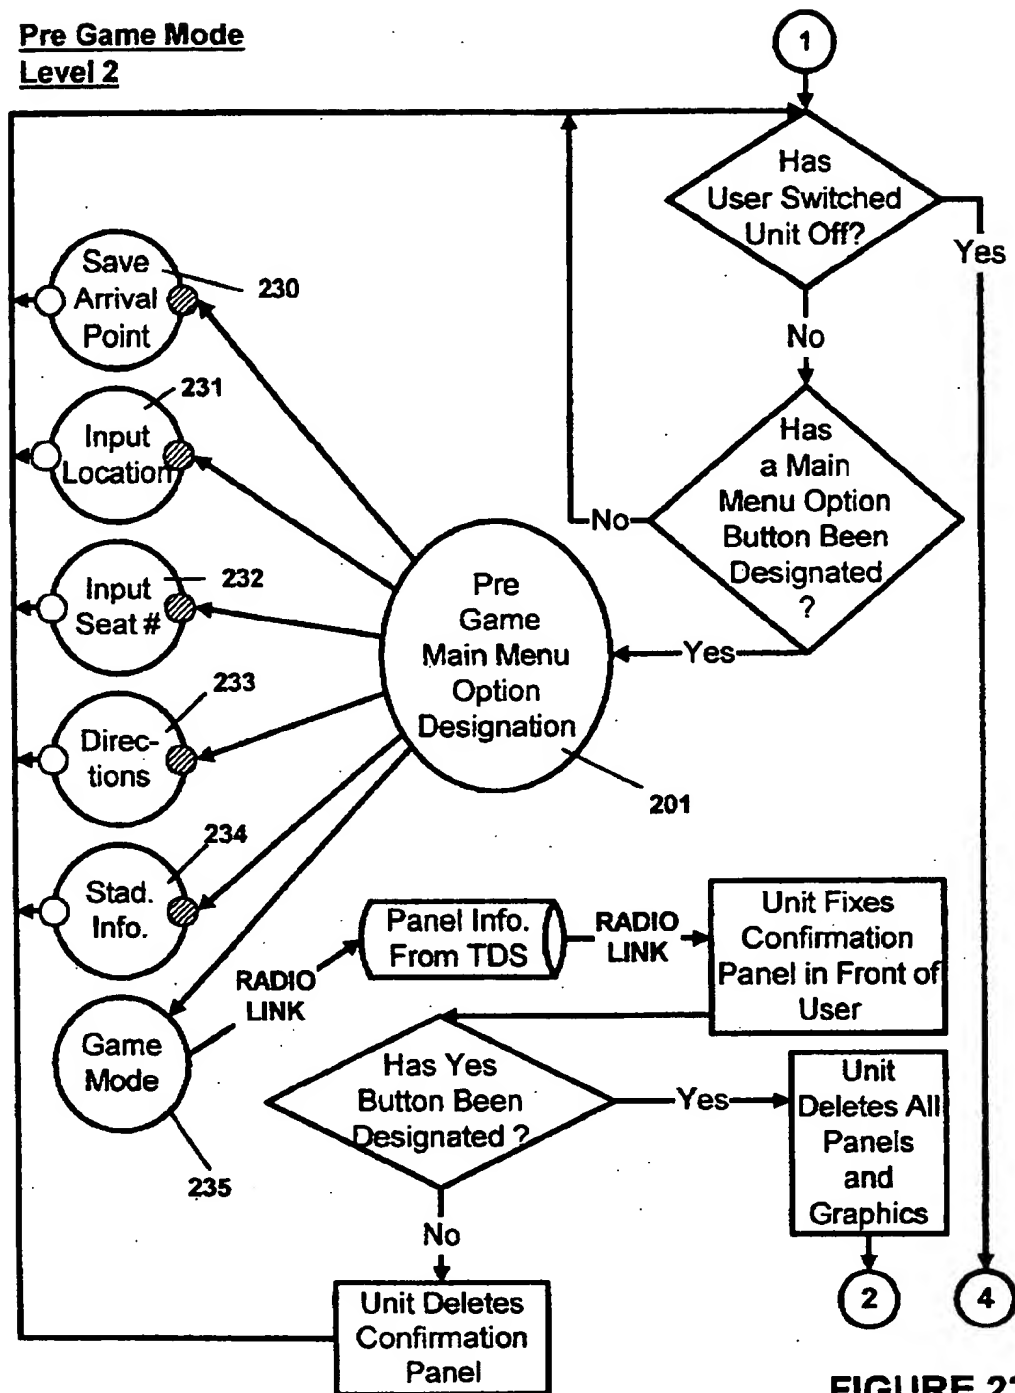 Pre Game Mode
Level 2
1
Has
User Switched
Unit Off?
Yes
No
Has
a Main
Menu Option
Button Been
Designated
?
No
Yes
Save
Arrival
Point
230
231
Input
Location
232
Input
Seat #
233
Direc-
tions
234
Stad.
Info.
Game
Mode
235
Pre
Game
Main Menu
Option
Designation
201
RADIO
LINK
Panel Info.
From TDS
RADIO
LINK
Unit Fixes
Confirmation
Panel in Front of
User
Has Yes
Button Been
Designated ?
Yes
Unit
Deletes All
Panels
and
Graphics
No
Unit Deletes
Confirmation
Panel
2
4
FIGURE